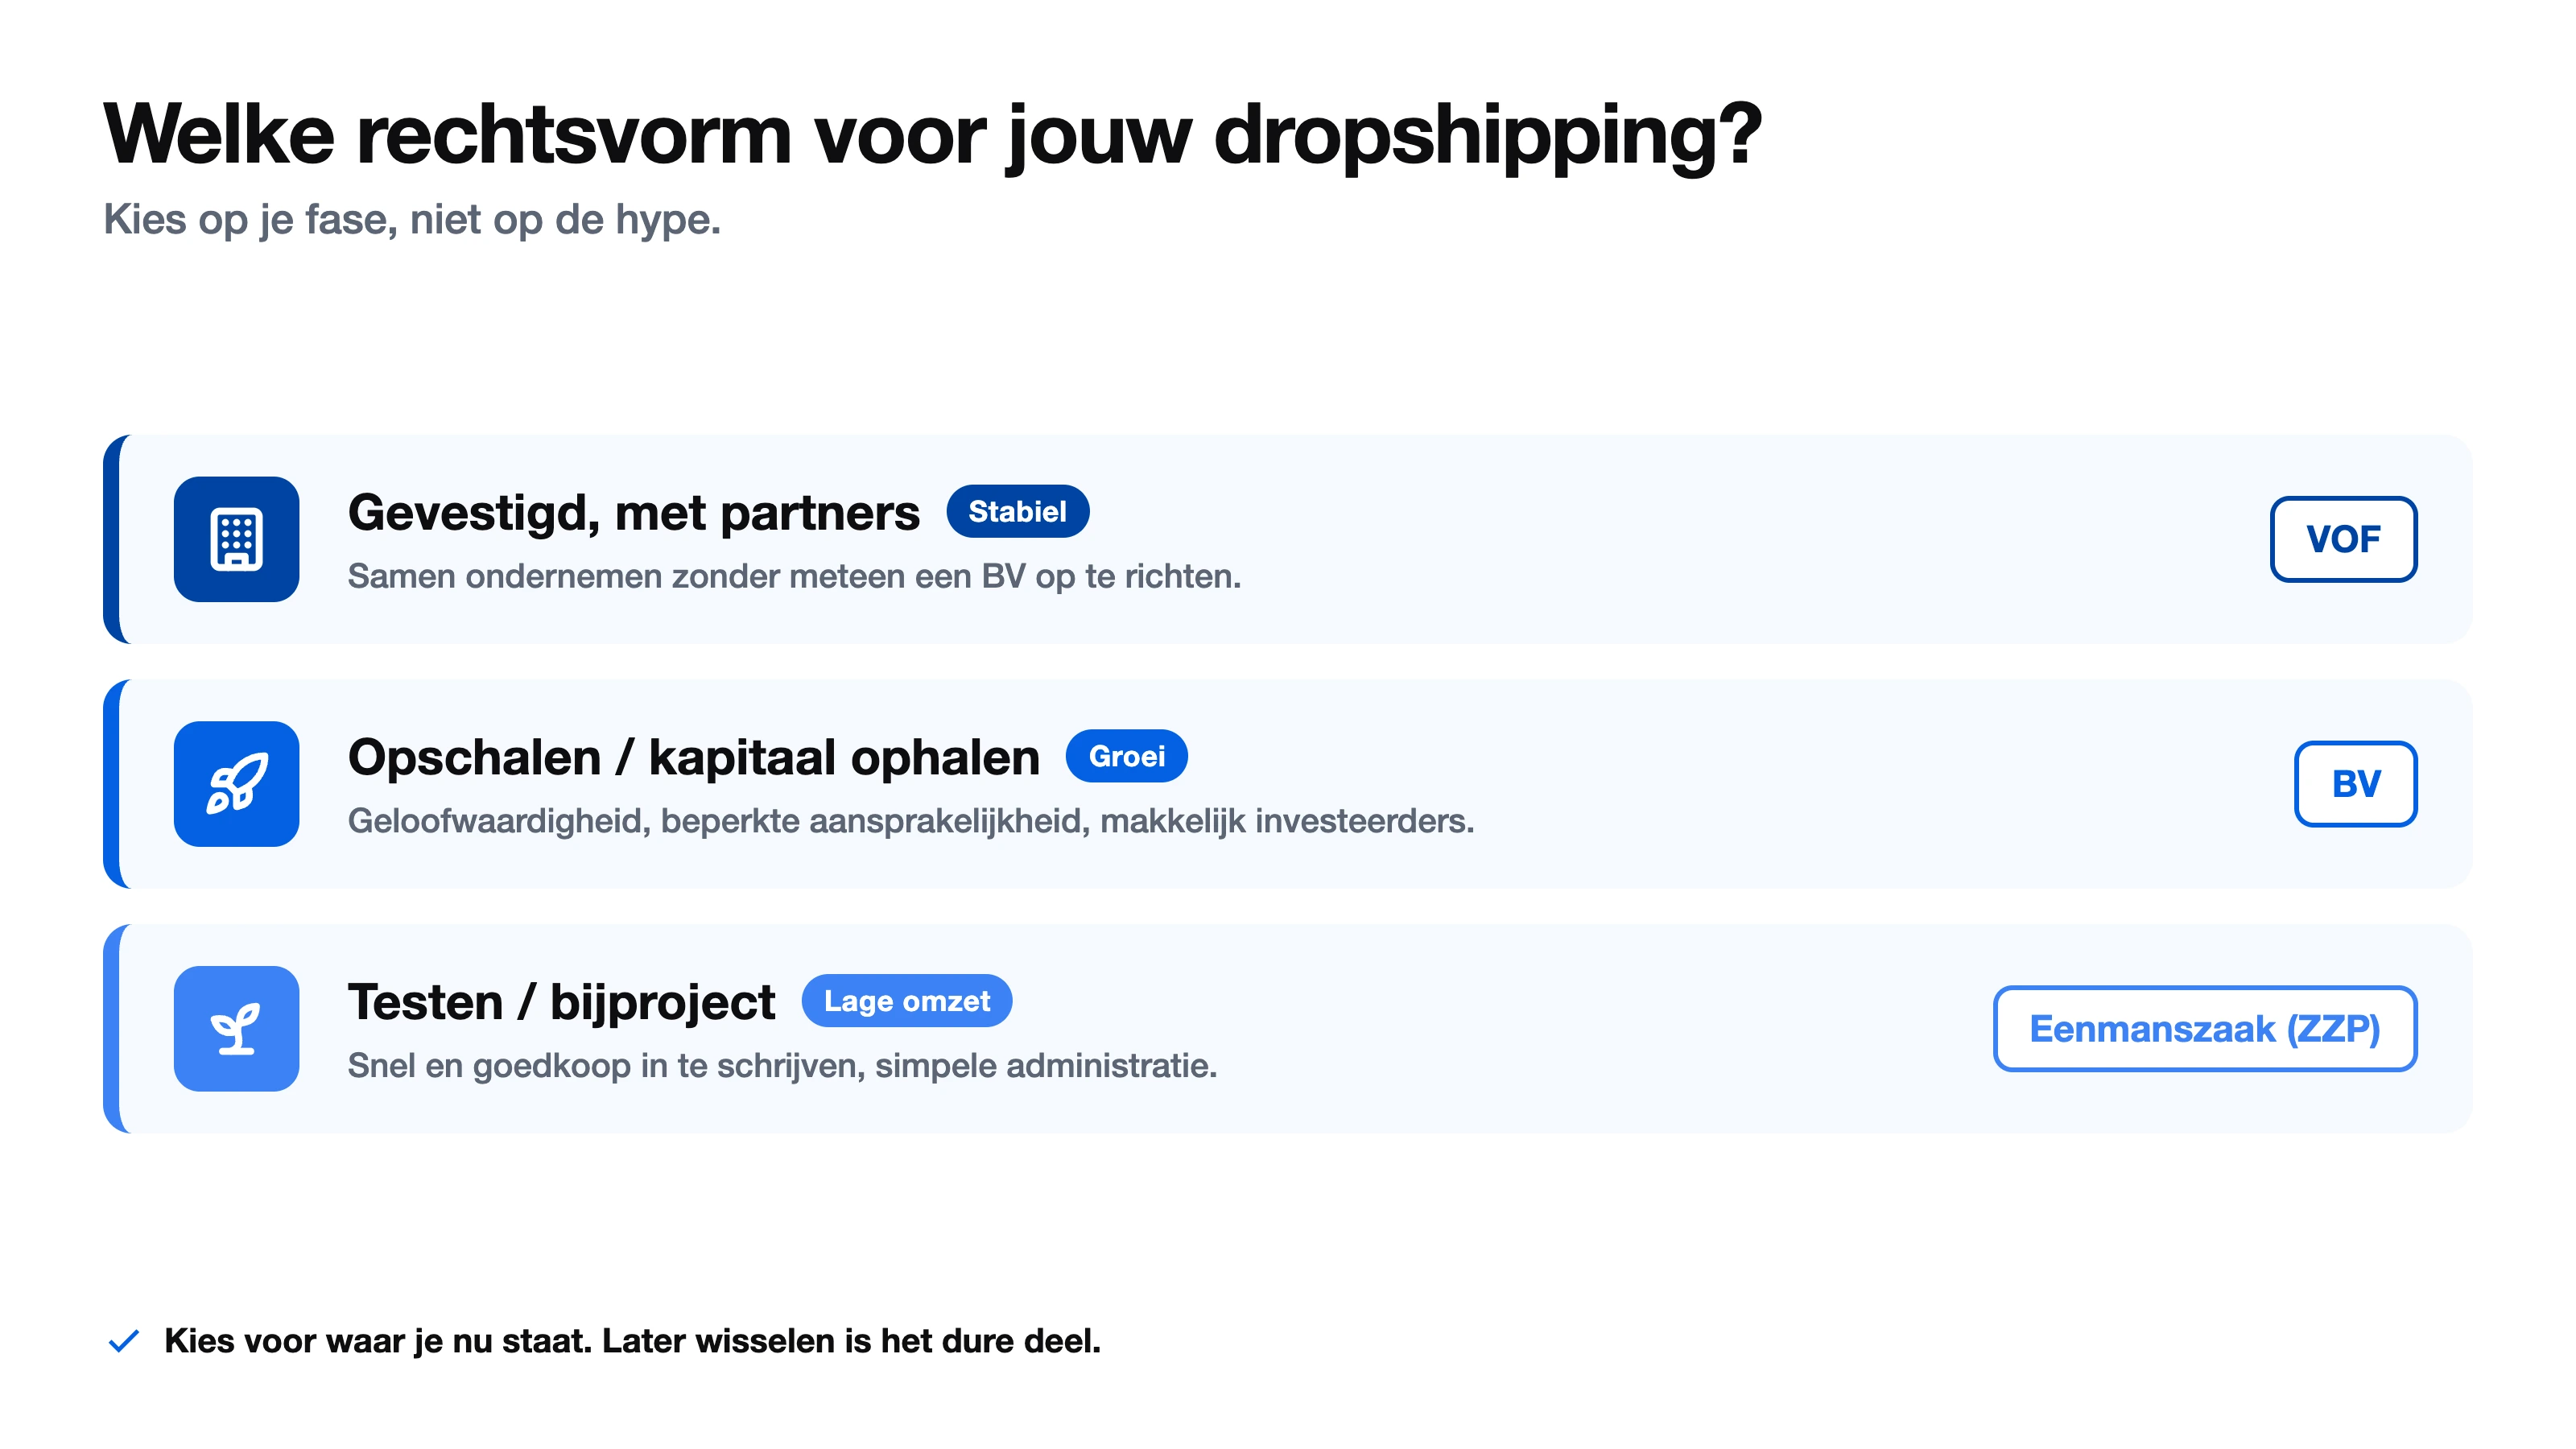 Welke rechtsvorm voor jouw dropshipping?
Kies op je fase, niet op de hype.
Gevestigd, met partners Stabiel
Samen ondernemen zonder meteen een BV op te richten.
VOF
Opschalen / kapitaal ophalen Groei
Geloofwaardigheid, beperkte aansprakelijkheid, makkelijk investeerders.
BV
Testen / bijproject Lage omzet
Snel en goedkoop in te schrijven, simpele administratie.
Eenmanszaak (ZZP)
Kies voor waar je nu staat. Later wisselen is het dure deel.